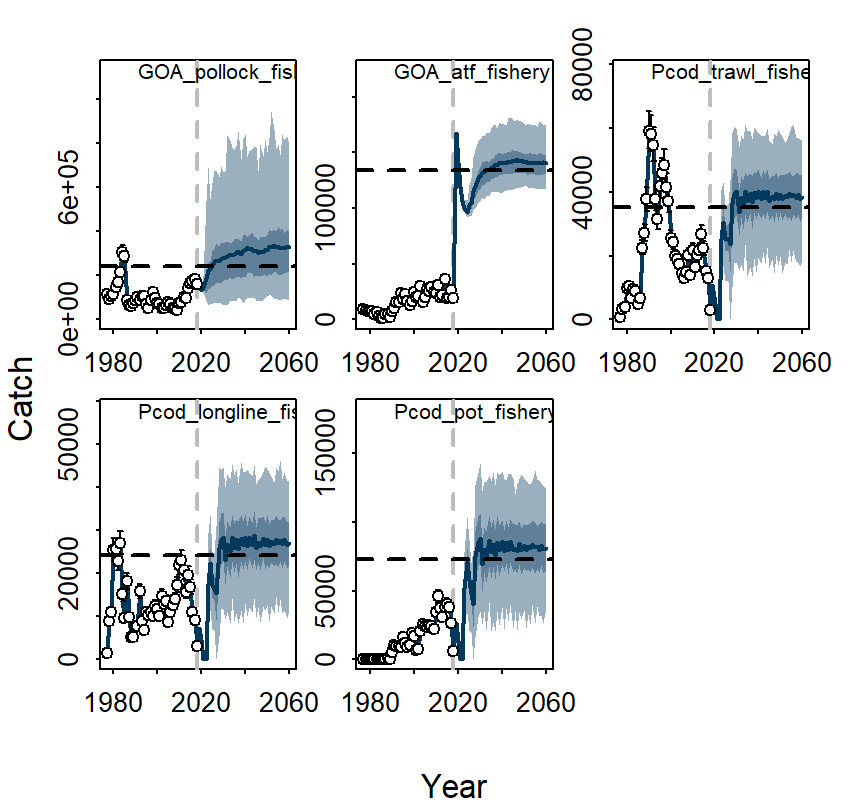 GOA_pollock_fis
GOA_atf_fishery
Pcod_trawl_fishe
0e+00 6e+05
0 100000
0 40000 80000
1980 2020 2060
1980 2020 2060
1980 2020 2060
Catch
Pcod_longline_fis
Pcod_pot_fishery
0 20000 50000
0 50000 150000
1980 2020 2060
1980 2020 2060
Year